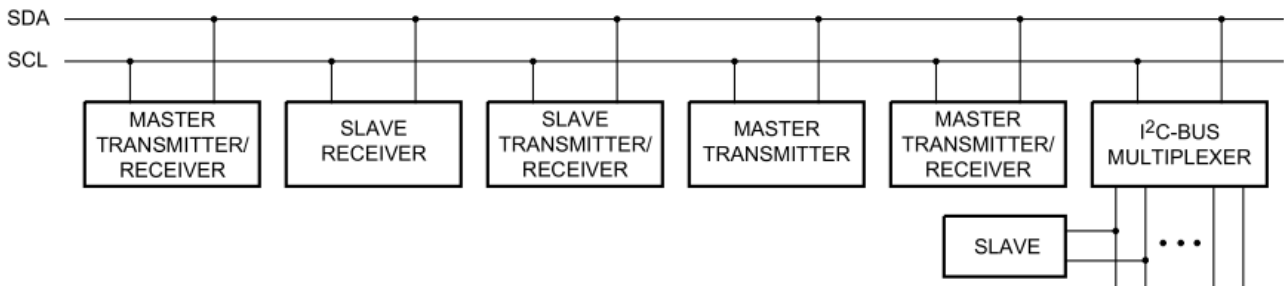 SDA
SCL
MASTER
TRANSMITTER/
RECEIVER
SLAVE
RECEIVER
SLAVE
TRANSMITTER/
RECEIVER
MASTER
TRANSMITTER
MASTER
TRANSMITTER/
RECEIVER
I²C-BUS
MULTIPLEXER
SLAVE